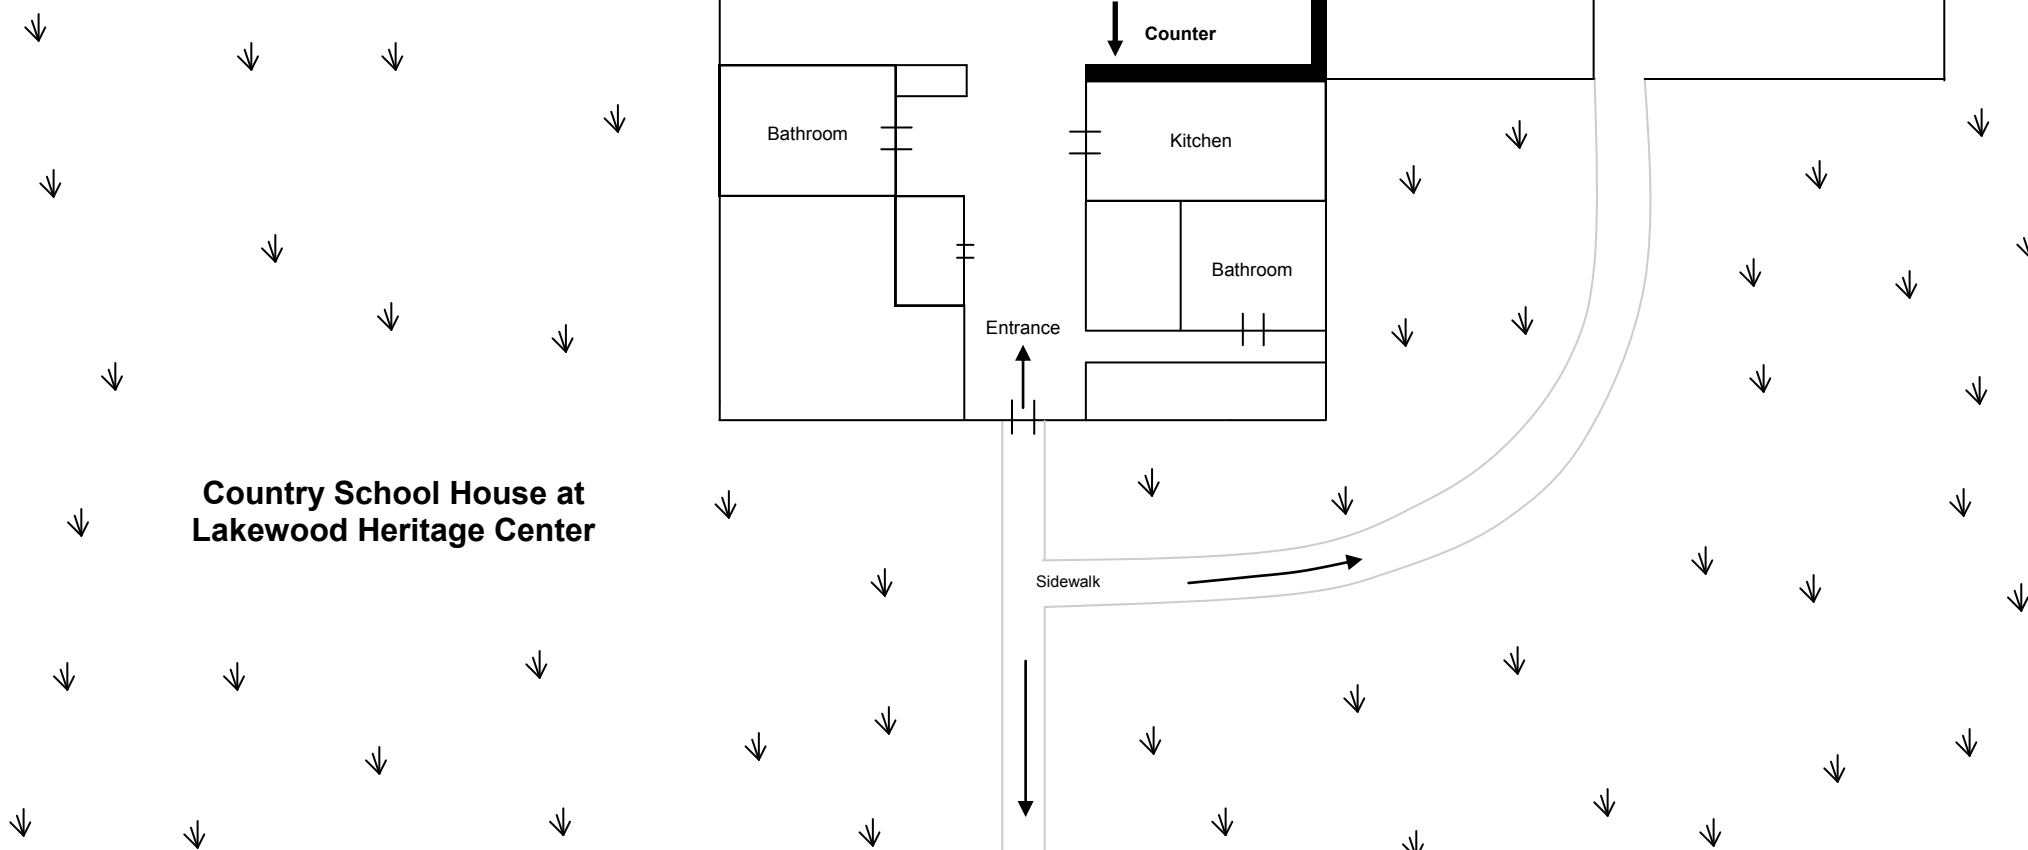 Counter
Bathroom
Kitchen
Bathroom
Entrance
Country School House at
Lakewood Heritage Center
Sidewalk